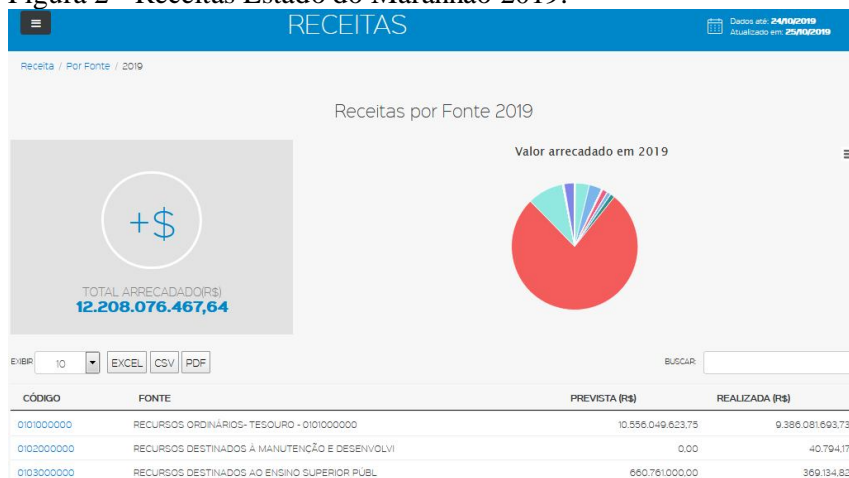 Figura 2 - Receitas Estado do Maranhão 2019.
RECEITAS
Dados até: 24/10/2019
Atualizado em: 25/10/2019
Receita / Por Fonte / 2019
Receitas por Fonte 2019
Valor arrecadado em 2019
+$
TOTAL ARRECADADO(R$)
12.208.076.467,64
EXIBIR 10 EXCEL CSV PDF BUSCAR:
CÓDIGO FONTE PREVISTA (R$) REALIZADA (R$)
0101000000 RECURSOS ORDINÁRIOS- TESOURO - 0101000000 10.556.049.623,75 9.386.081.693,73
0102000000 RECURSOS DESTINADOS À MANUTENÇÃO E DESENVOLVI 0,00 40.794,17
0103000000 RECURSOS DESTINADOS AO ENSINO SUPERIOR PÚBL 660.761.000,00 369.134,82